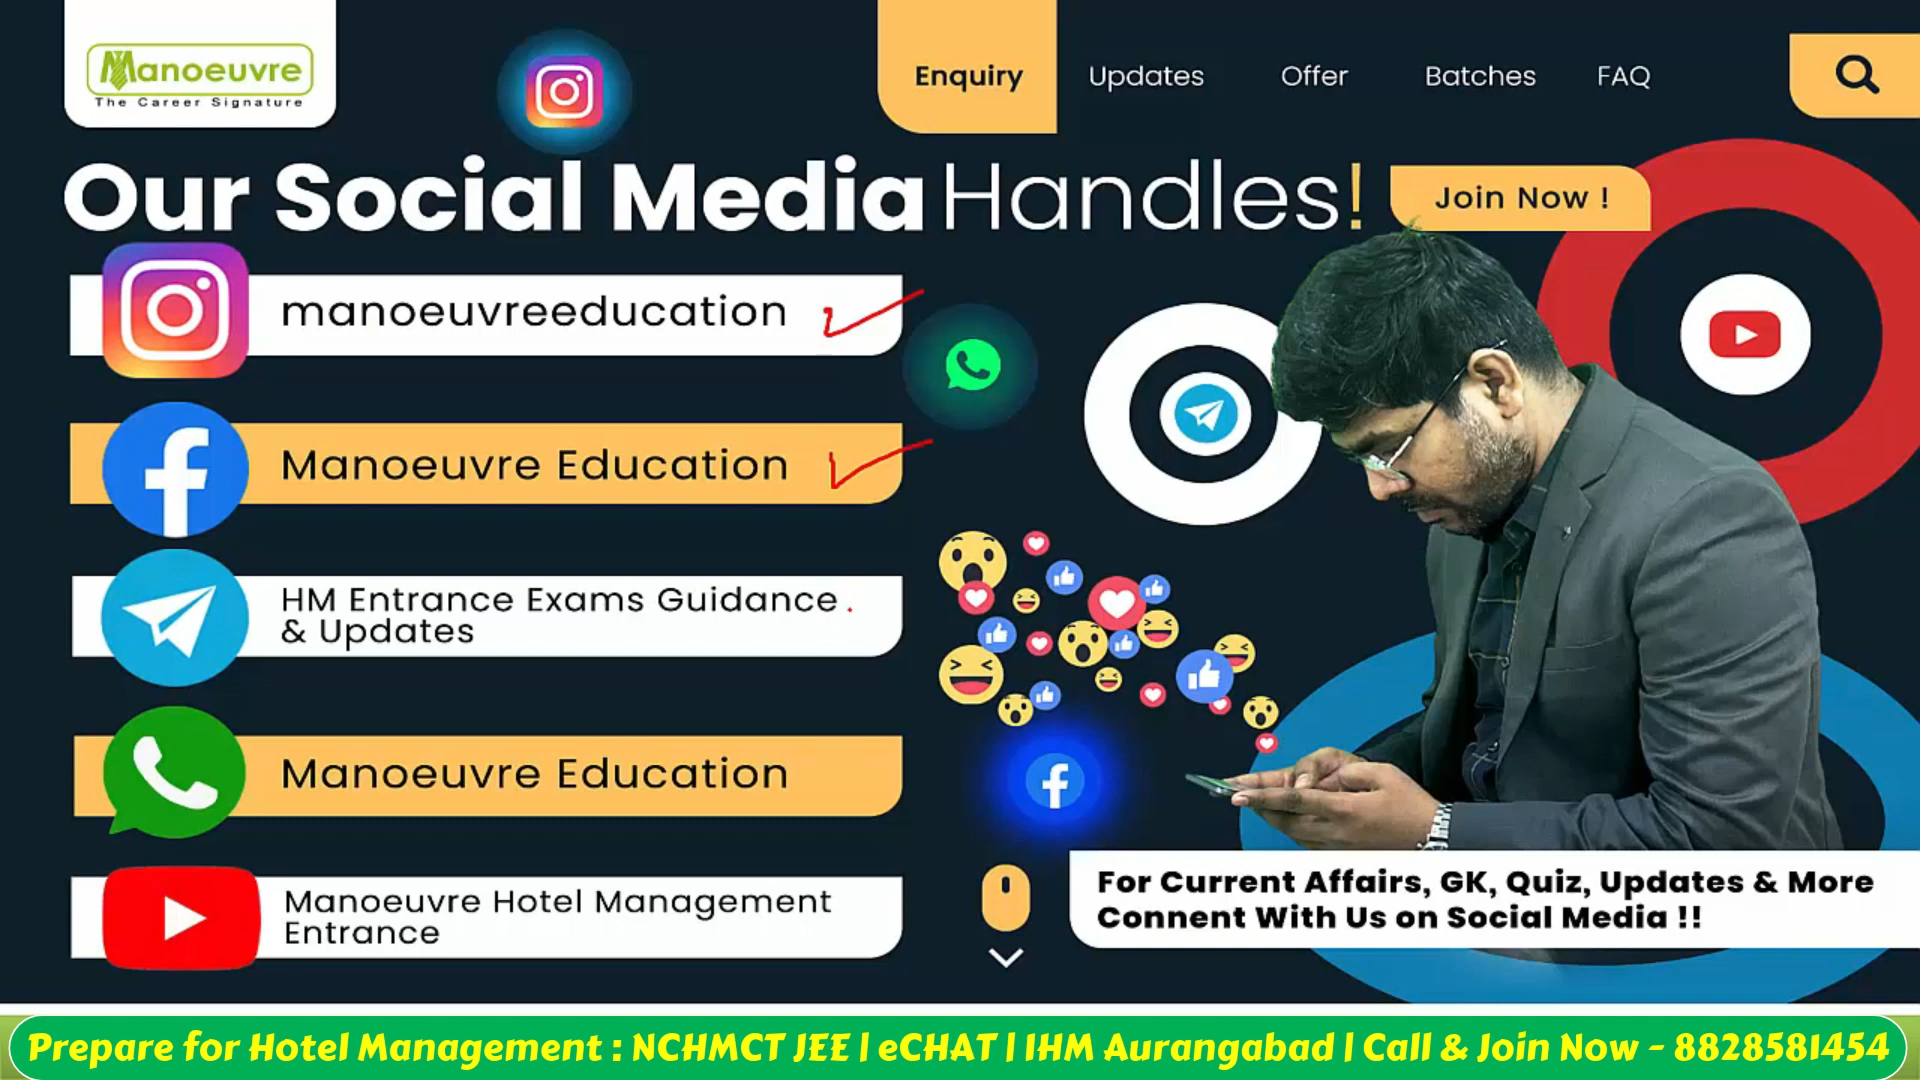 Manoeuvre
The Career Signature
Enquiry
Updates
Offer
Batches
FAQ
Our Social Media Handles!
Join Now !
manoeuvreeducation
Manoeuvre Education
HM Entrance Exams Guidance
& Updates
Manoeuvre Education
Manoeuvre Hotel Management
Entrance
For Current Affairs, GK, Quiz, Updates & More
Connent With Us on Social Media !!
Prepare for Hotel Management : NCHMCT JEE | eCHAT | IHM Aurangabad | Call & Join Now - 8828581454